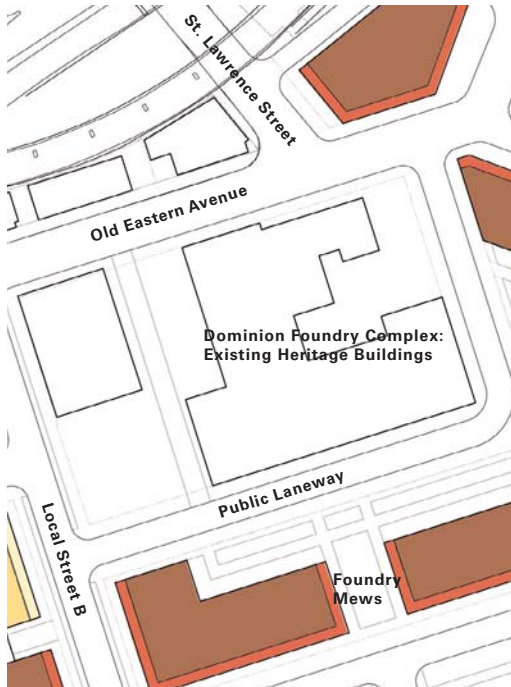 St. Lawrence Street
Old Eastern Avenue
Dominion Foundry Complex:
Existing Heritage Buildings
Public Laneway
Local Street B
Foundry
Mews